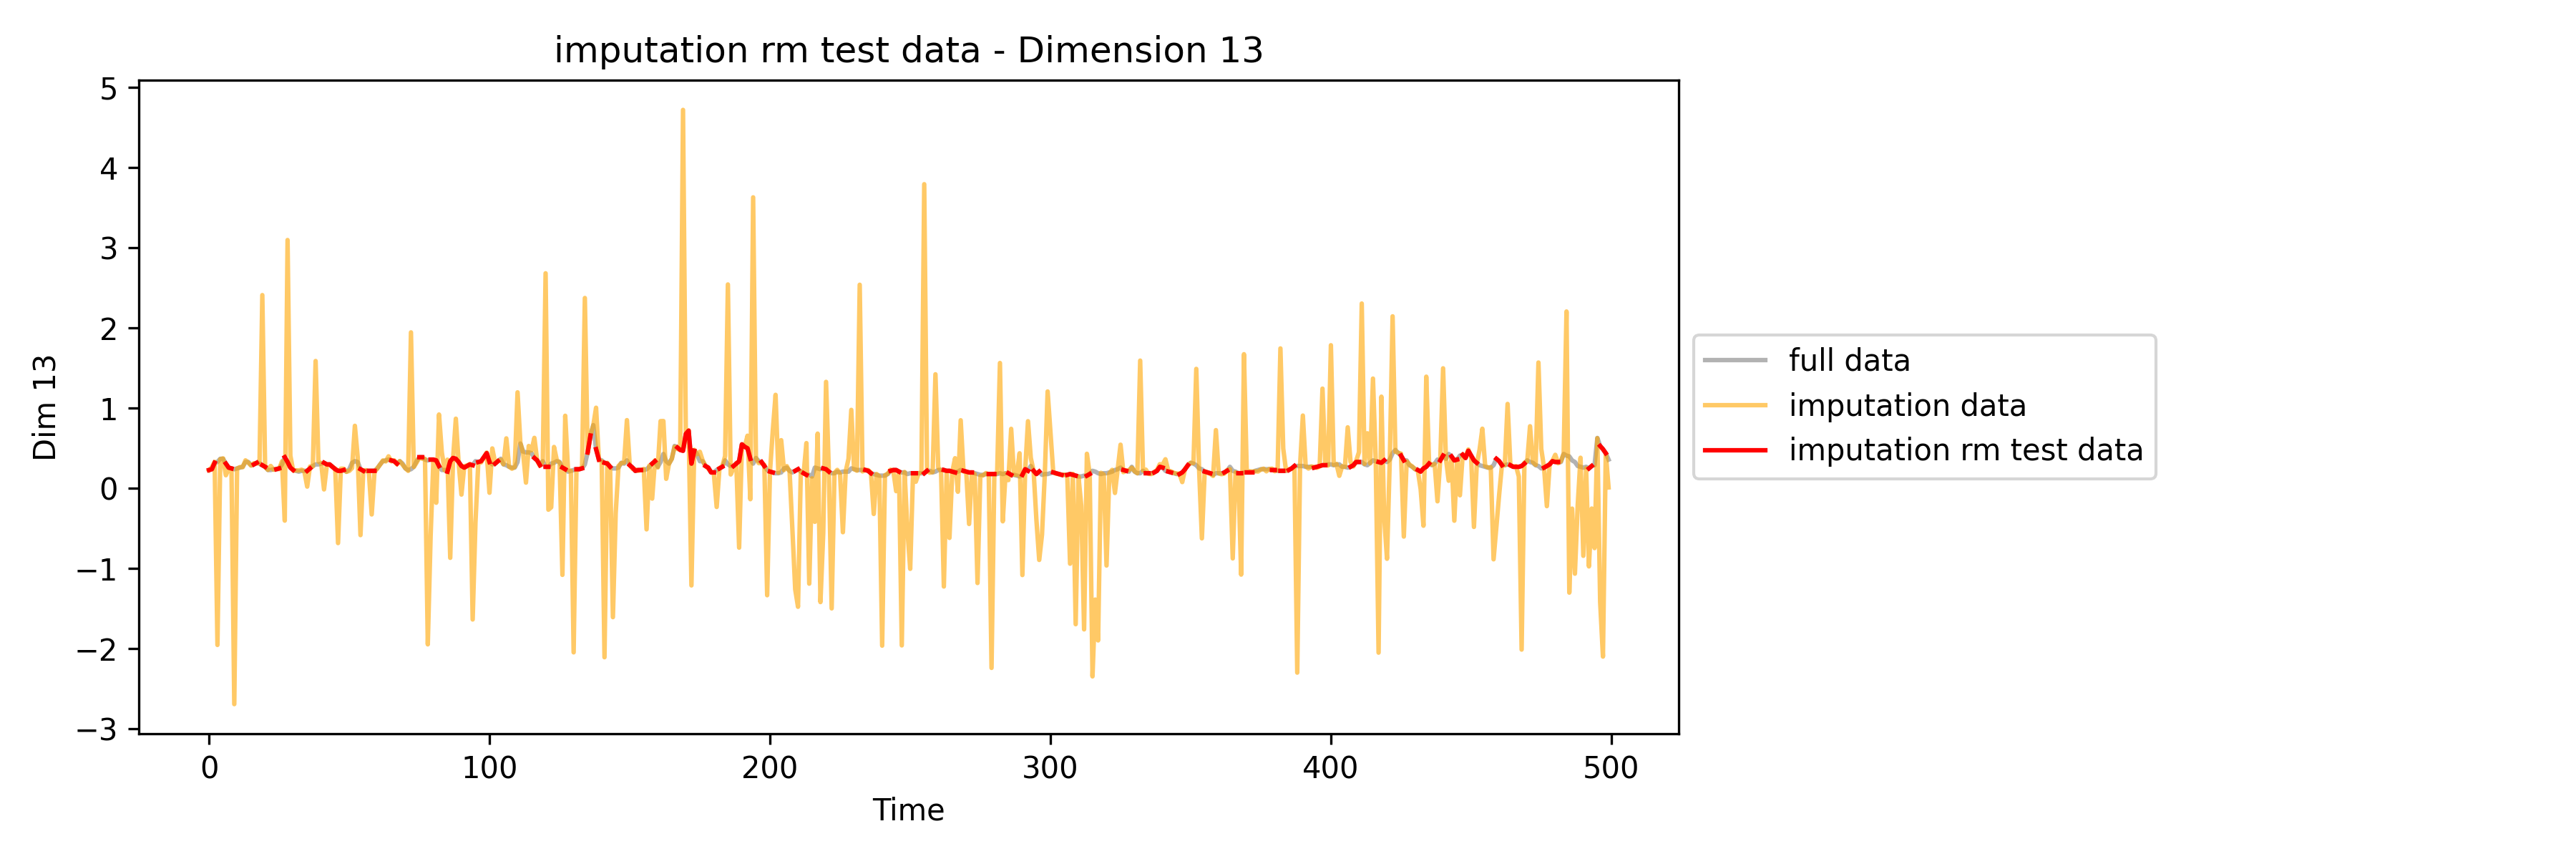 imputation rm test data - Dimension 13
5
4
3
2
1
0
−1
−2
−3
Dim 13
0 100 200 300 400 500
Time
full data
imputation data
imputation rm test data